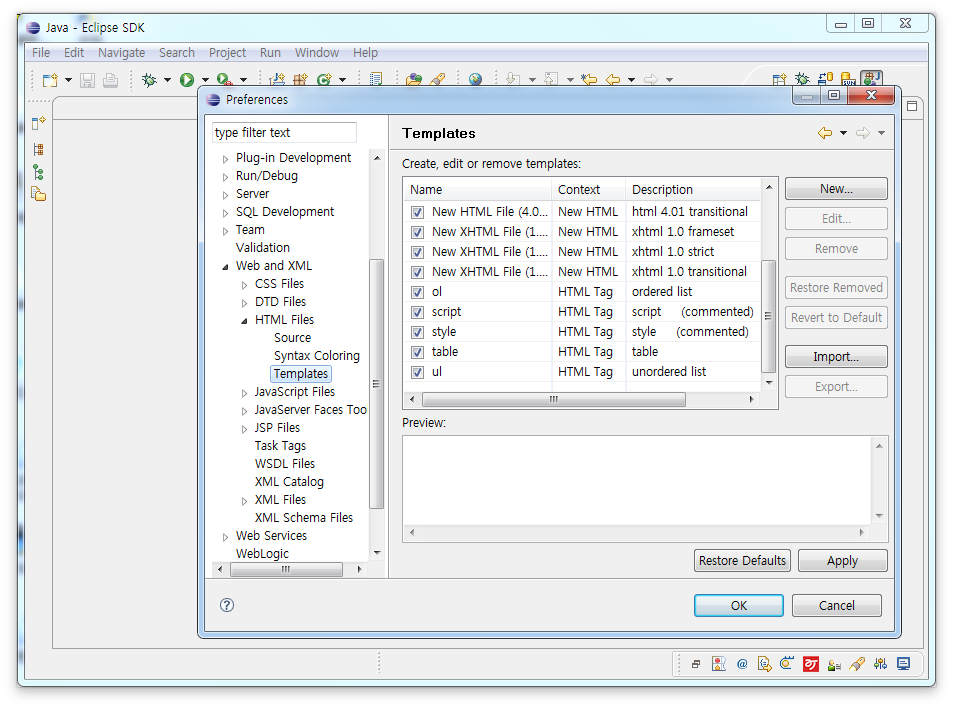 Java - Eclipse SDK
File Edit Navigate Search Project Run Window Help
Preferences
type filter text
Plug-in Development
Run/Debug
Server
SQL Development
Team
Validation
Web and XML
CSS Files
DTD Files
HTML Files
Source
Syntax Coloring
Templates
JavaScript Files
JavaServer Faces Too
JSP Files
Task Tags
WSDL Files
XML Catalog
XML Files
XML Schema Files
Web Services
WebLogic
Templates
Create, edit or remove templates:
Name Context Description
New HTML File (4.0... New HTML html 4.01 transitional
New XHTML File (1.... New HTML xhtml 1.0 frameset
New XHTML File (1.... New HTML xhtml 1.0 strict
New XHTML File (1.... New HTML xhtml 1.0 transitional
ol HTML Tag ordered list
script HTML Tag script (commented)
style HTML Tag style (commented)
table HTML Tag table
ul HTML Tag unordered list
New...
Edit...
Remove
Restore Removed
Revert to Default
Import...
Export...
Preview:
Restore Defaults Apply
OK Cancel